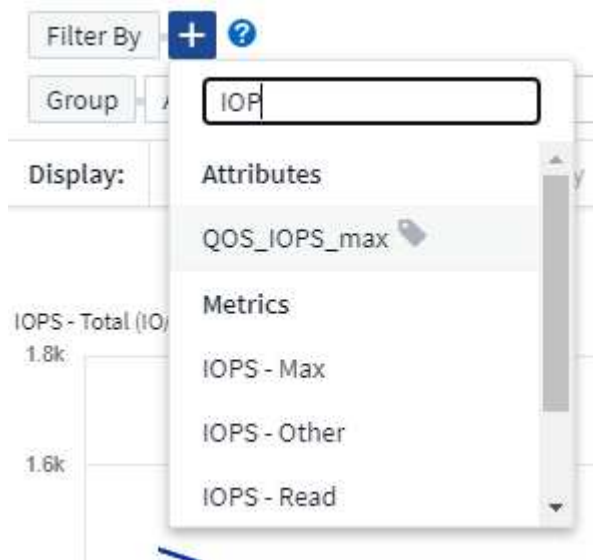 Filter By + ?
Group
IOP
Display:
Attributes
QOS_IOPS_max
Metrics
IOPS - Total (IO/
1.8k
IOPS - Max
IOPS - Other
1.6k
IOPS - Read